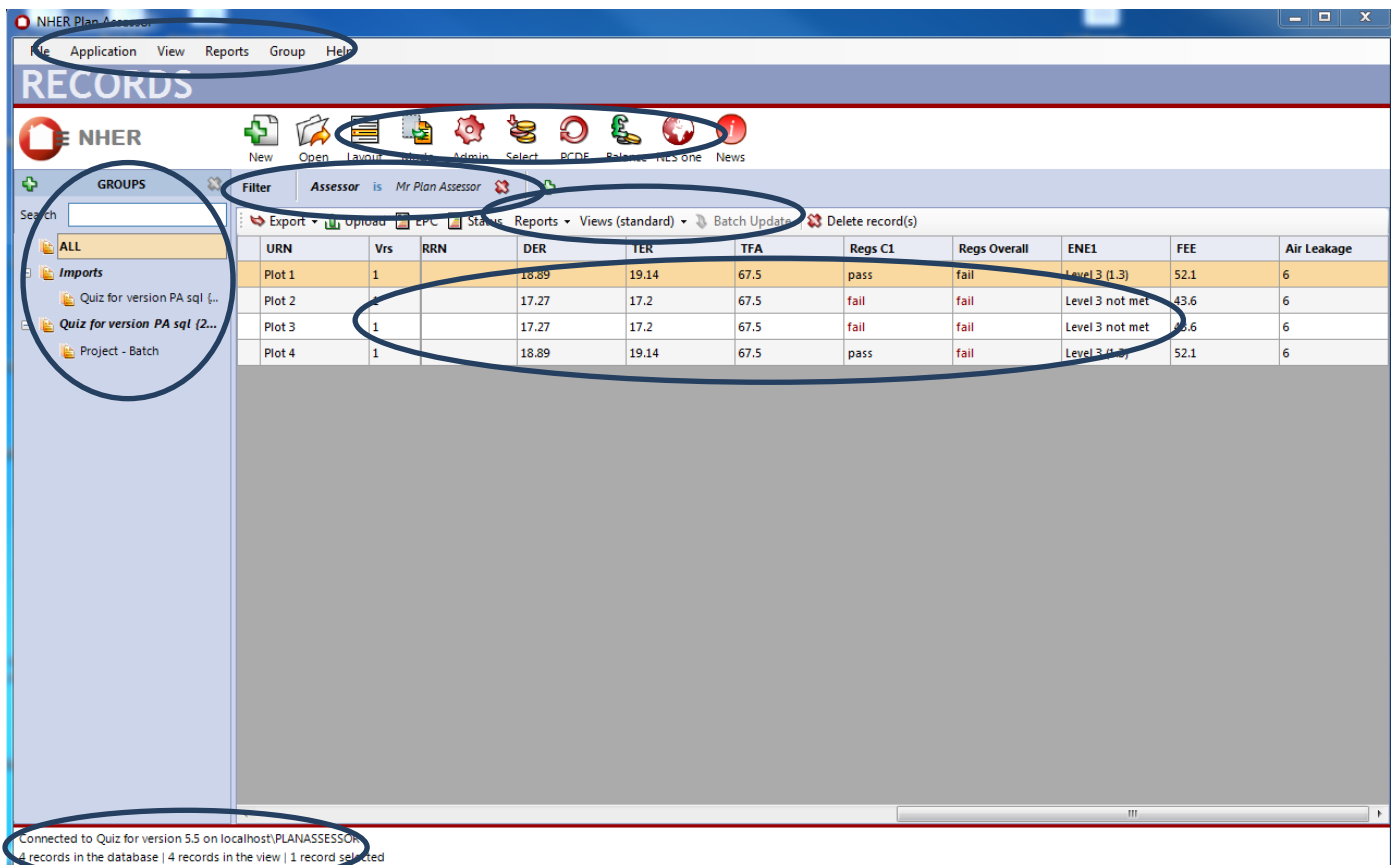 NHER Plan Assessor
File Application View Reports Group Help
RECORDS
NHER
New Open Layout Admin Select PCDF Balance NES one News
GROUPS
Filter Assessor is Mr Plan Assessor
Search
Export Upload EPC Status Reports Views (standard) Batch Update Delete record(s)
ALL
Imports
Quiz for version PA sql (...
Quiz for version PA sql (2...
Project - Batch
URN Vrs RRN DER TER TFA Regs C1 Regs Overall ENE1 FEE Air Leakage
Plot 1 1 18.89 19.14 67.5 pass fail Level 3 (1.3) 52.1 6
Plot 2 1 17.27 17.2 67.5 fail fail Level 3 not met 43.6 6
Plot 3 1 17.27 17.2 67.5 fail fail Level 3 not met 43.6 6
Plot 4 1 18.89 19.14 67.5 pass fail Level 3 (1.3) 52.1 6
Connected to Quiz for version 5.5 on localhost\PLANASSESSOR
4 records in the database | 4 records in the view | 1 record selected